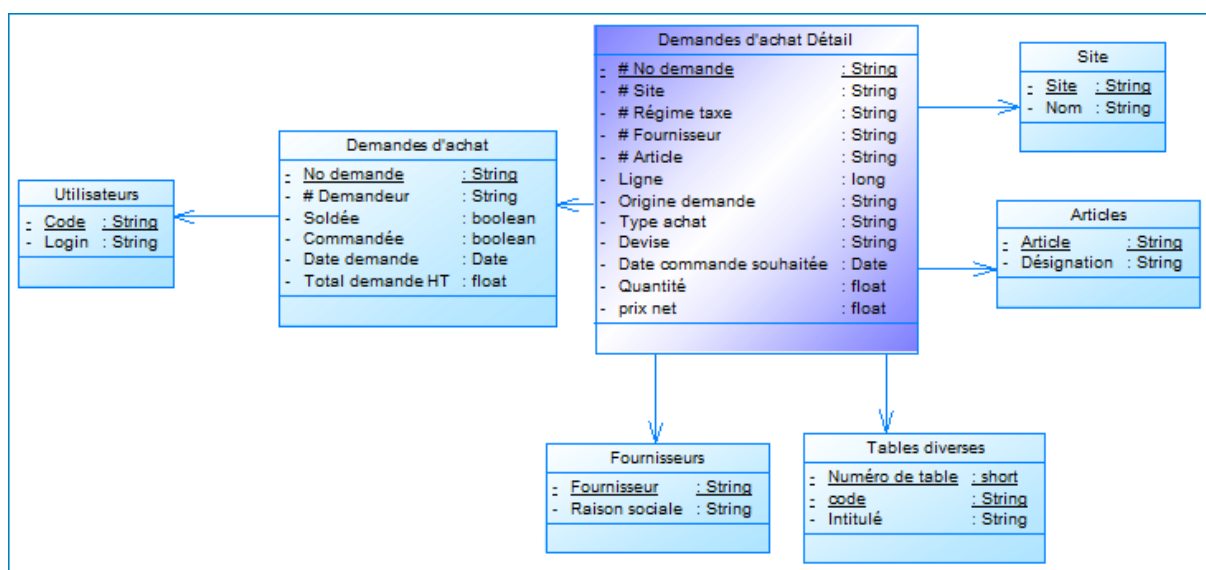 Utilisateurs
- Code : String
- Login : String
Demandes d'achat
- No demande : String
- # Demandeur : String
- Soldée : boolean
- Commandée : boolean
- Date demande : Date
- Total demande HT : float
Demandes d'achat Détail
- # No demande : String
- # Site : String
- # Régime taxe : String
- # Fournisseur : String
- # Article : String
- Ligne : long
- Origine demande : String
- Type achat : String
- Devise : String
- Date commande souhaitée : Date
- Quantité : float
- prix net : float
Site
- Site : String
- Nom : String
Articles
- Article : String
- Désignation : String
Fournisseurs
- Fournisseur : String
- Raison sociale : String
Tables diverses
- Numéro de table : short
- code : String
- Intitulé : String